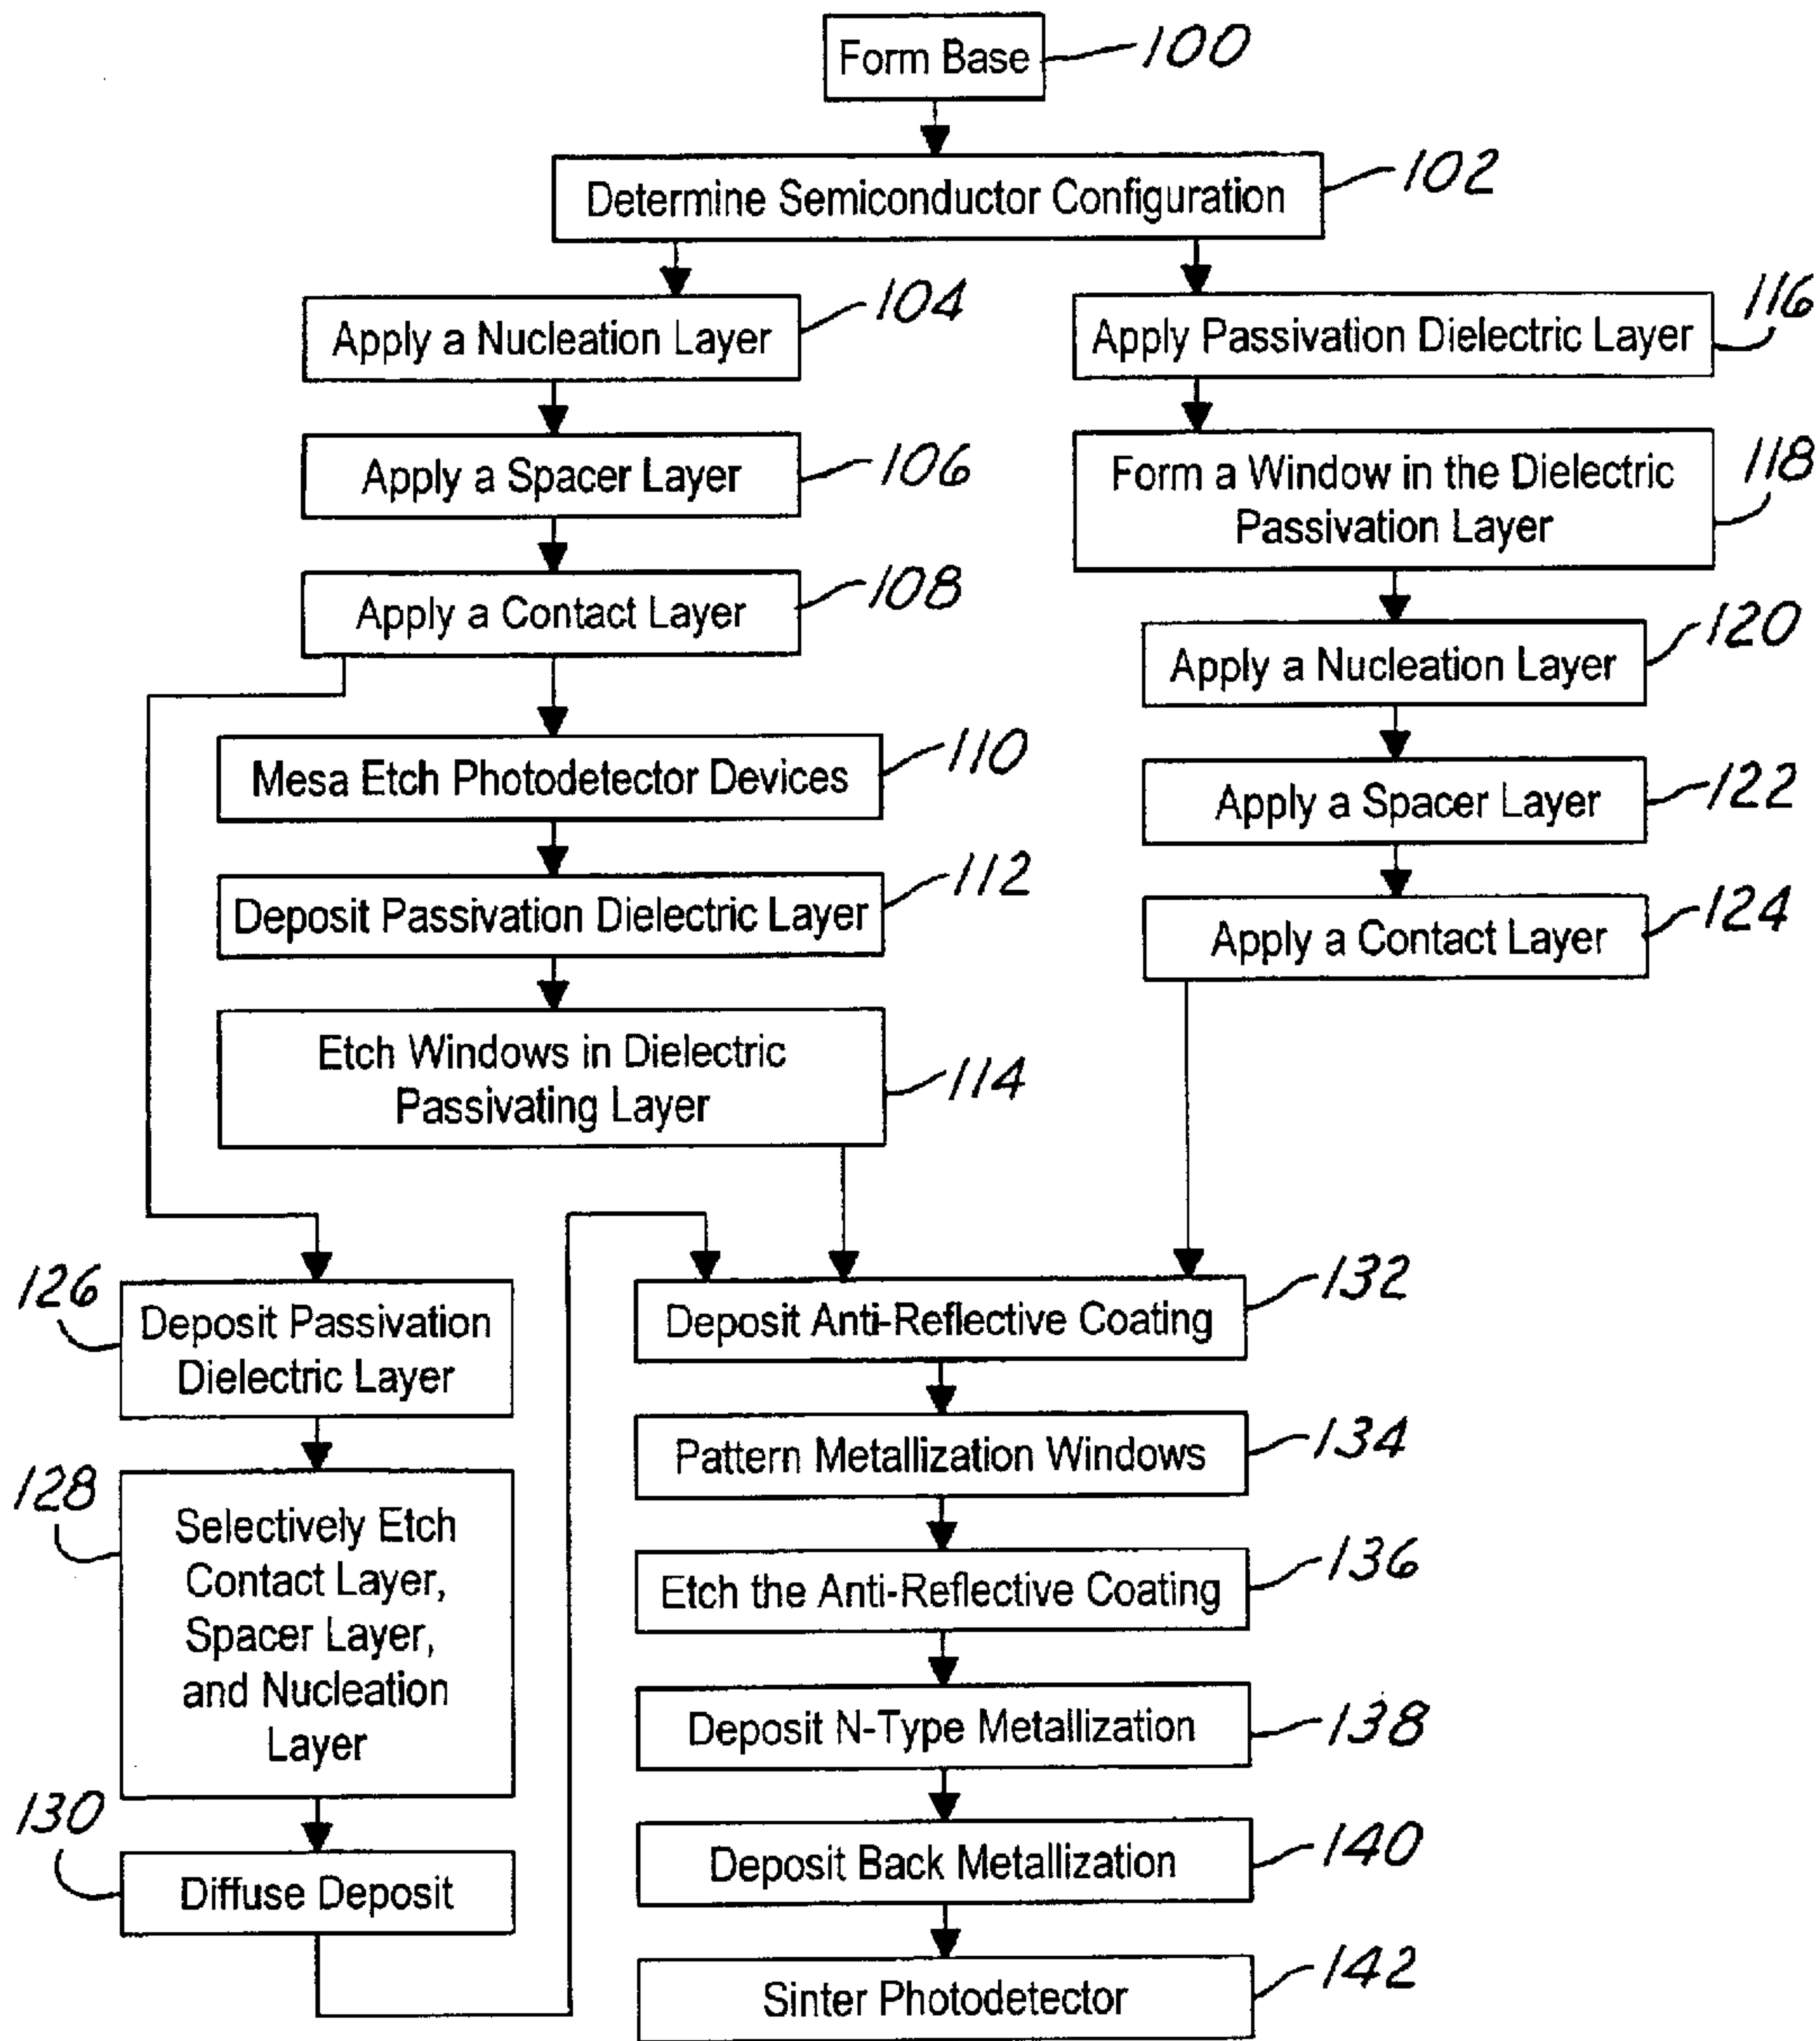 Form Base
100
Determine Semiconductor Configuration
102
Apply a Nucleation Layer
104
Apply a Spacer Layer
106
Apply a Contact Layer
108
Mesa Etch Photodetector Devices
110
Deposit Passivation Dielectric Layer
112
Etch Windows in Dielectric
Passivating Layer
114
Apply Passivation Dielectric Layer
116
Form a Window in the Dielectric
Passivation Layer
118
Apply a Nucleation Layer
120
Apply a Spacer Layer
122
Apply a Contact Layer
124
126
Deposit Passivation
Dielectric Layer
128
Selectively Etch
Contact Layer,
Spacer Layer,
and Nucleation
Layer
130
Diffuse Deposit
Deposit Anti-Reflective Coating
132
Pattern Metallization Windows
134
Etch the Anti-Reflective Coating
136
Deposit N-Type Metallization
138
Deposit Back Metallization
140
Sinter Photodetector
142